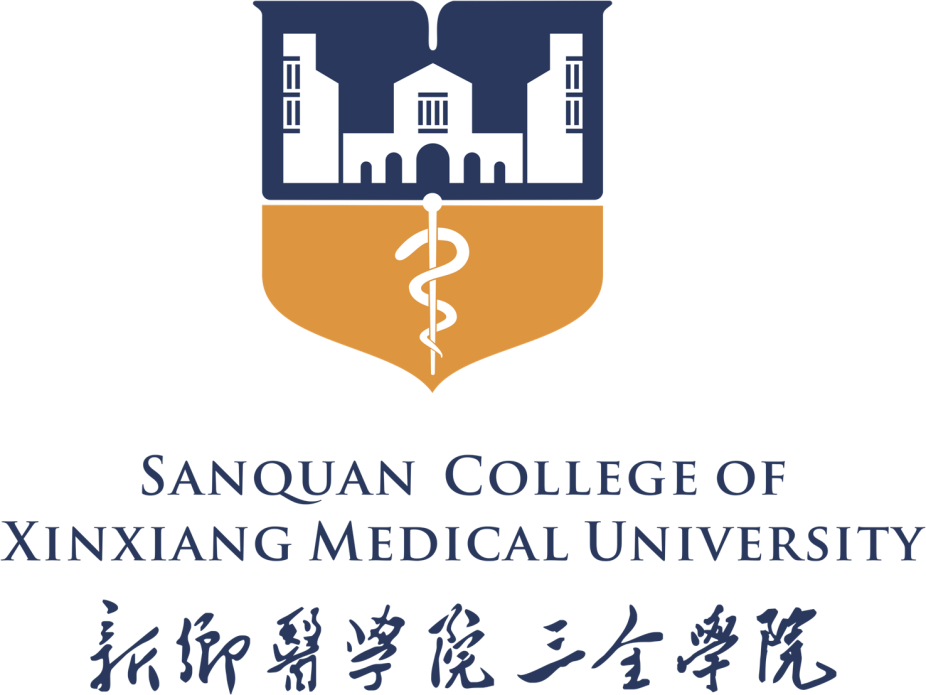 SANQUAN COLLEGE OF
XINXIANG MEDICAL UNIVERSITY
新鄉醫學院三全學院